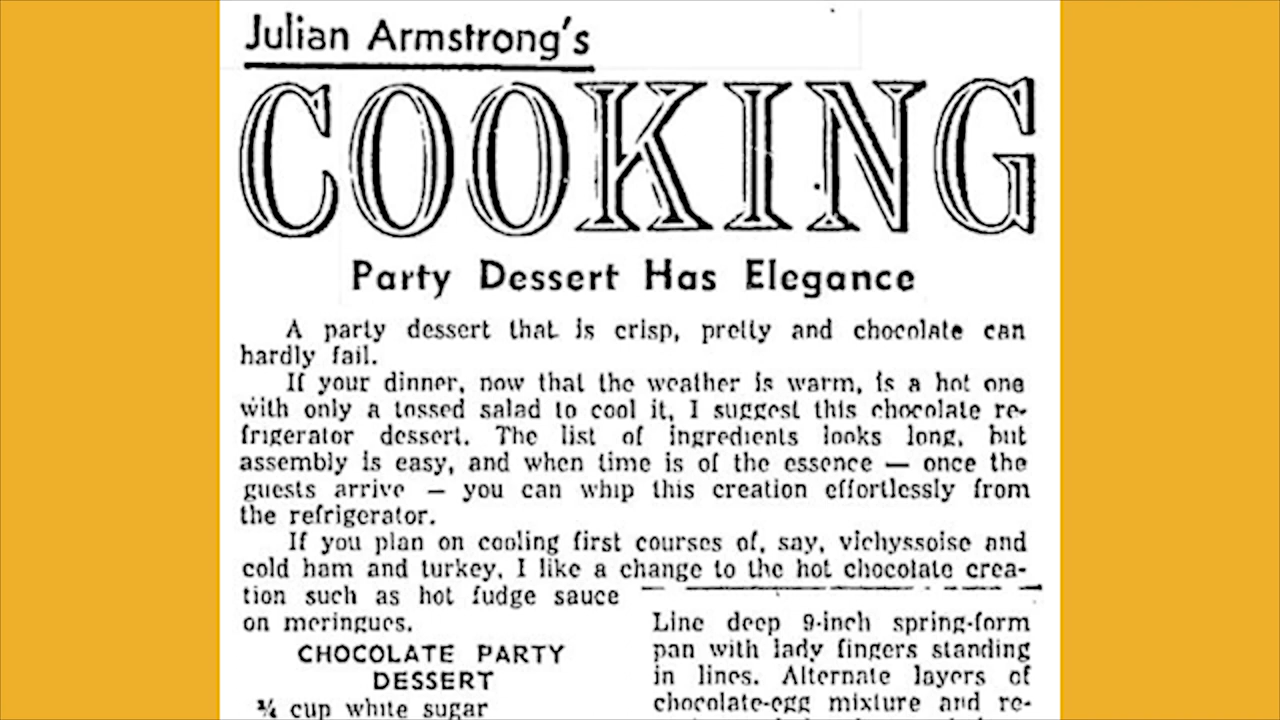 Julian Armstrong's
COOKING
Party Dessert Has Elegance
A party dessert that is crisp, pretty and chocolate can
hardly fail.
If your dinner, now that the weather is warm, is a hot one
with only a tossed salad to cool it, I suggest this chocolate re-
frigerator dessert. The list of ingredients looks long, but
assembly is easy, and when time is of the essence — once the
guests arrive — you can whip this creation effortlessly from
the refrigerator.
If you plan on cooling first courses of, say, vichyssoise and
cold ham and turkey, I like a change to the hot chocolate crea-
tion such as hot fudge sauce
on meringues.
CHOCOLATE PARTY
DESSERT
cup white sugar
Line deep 9-inch spring-form
pan with lady fingers standing
in lines. Alternate layers of
chocolate-egg mixture and re-